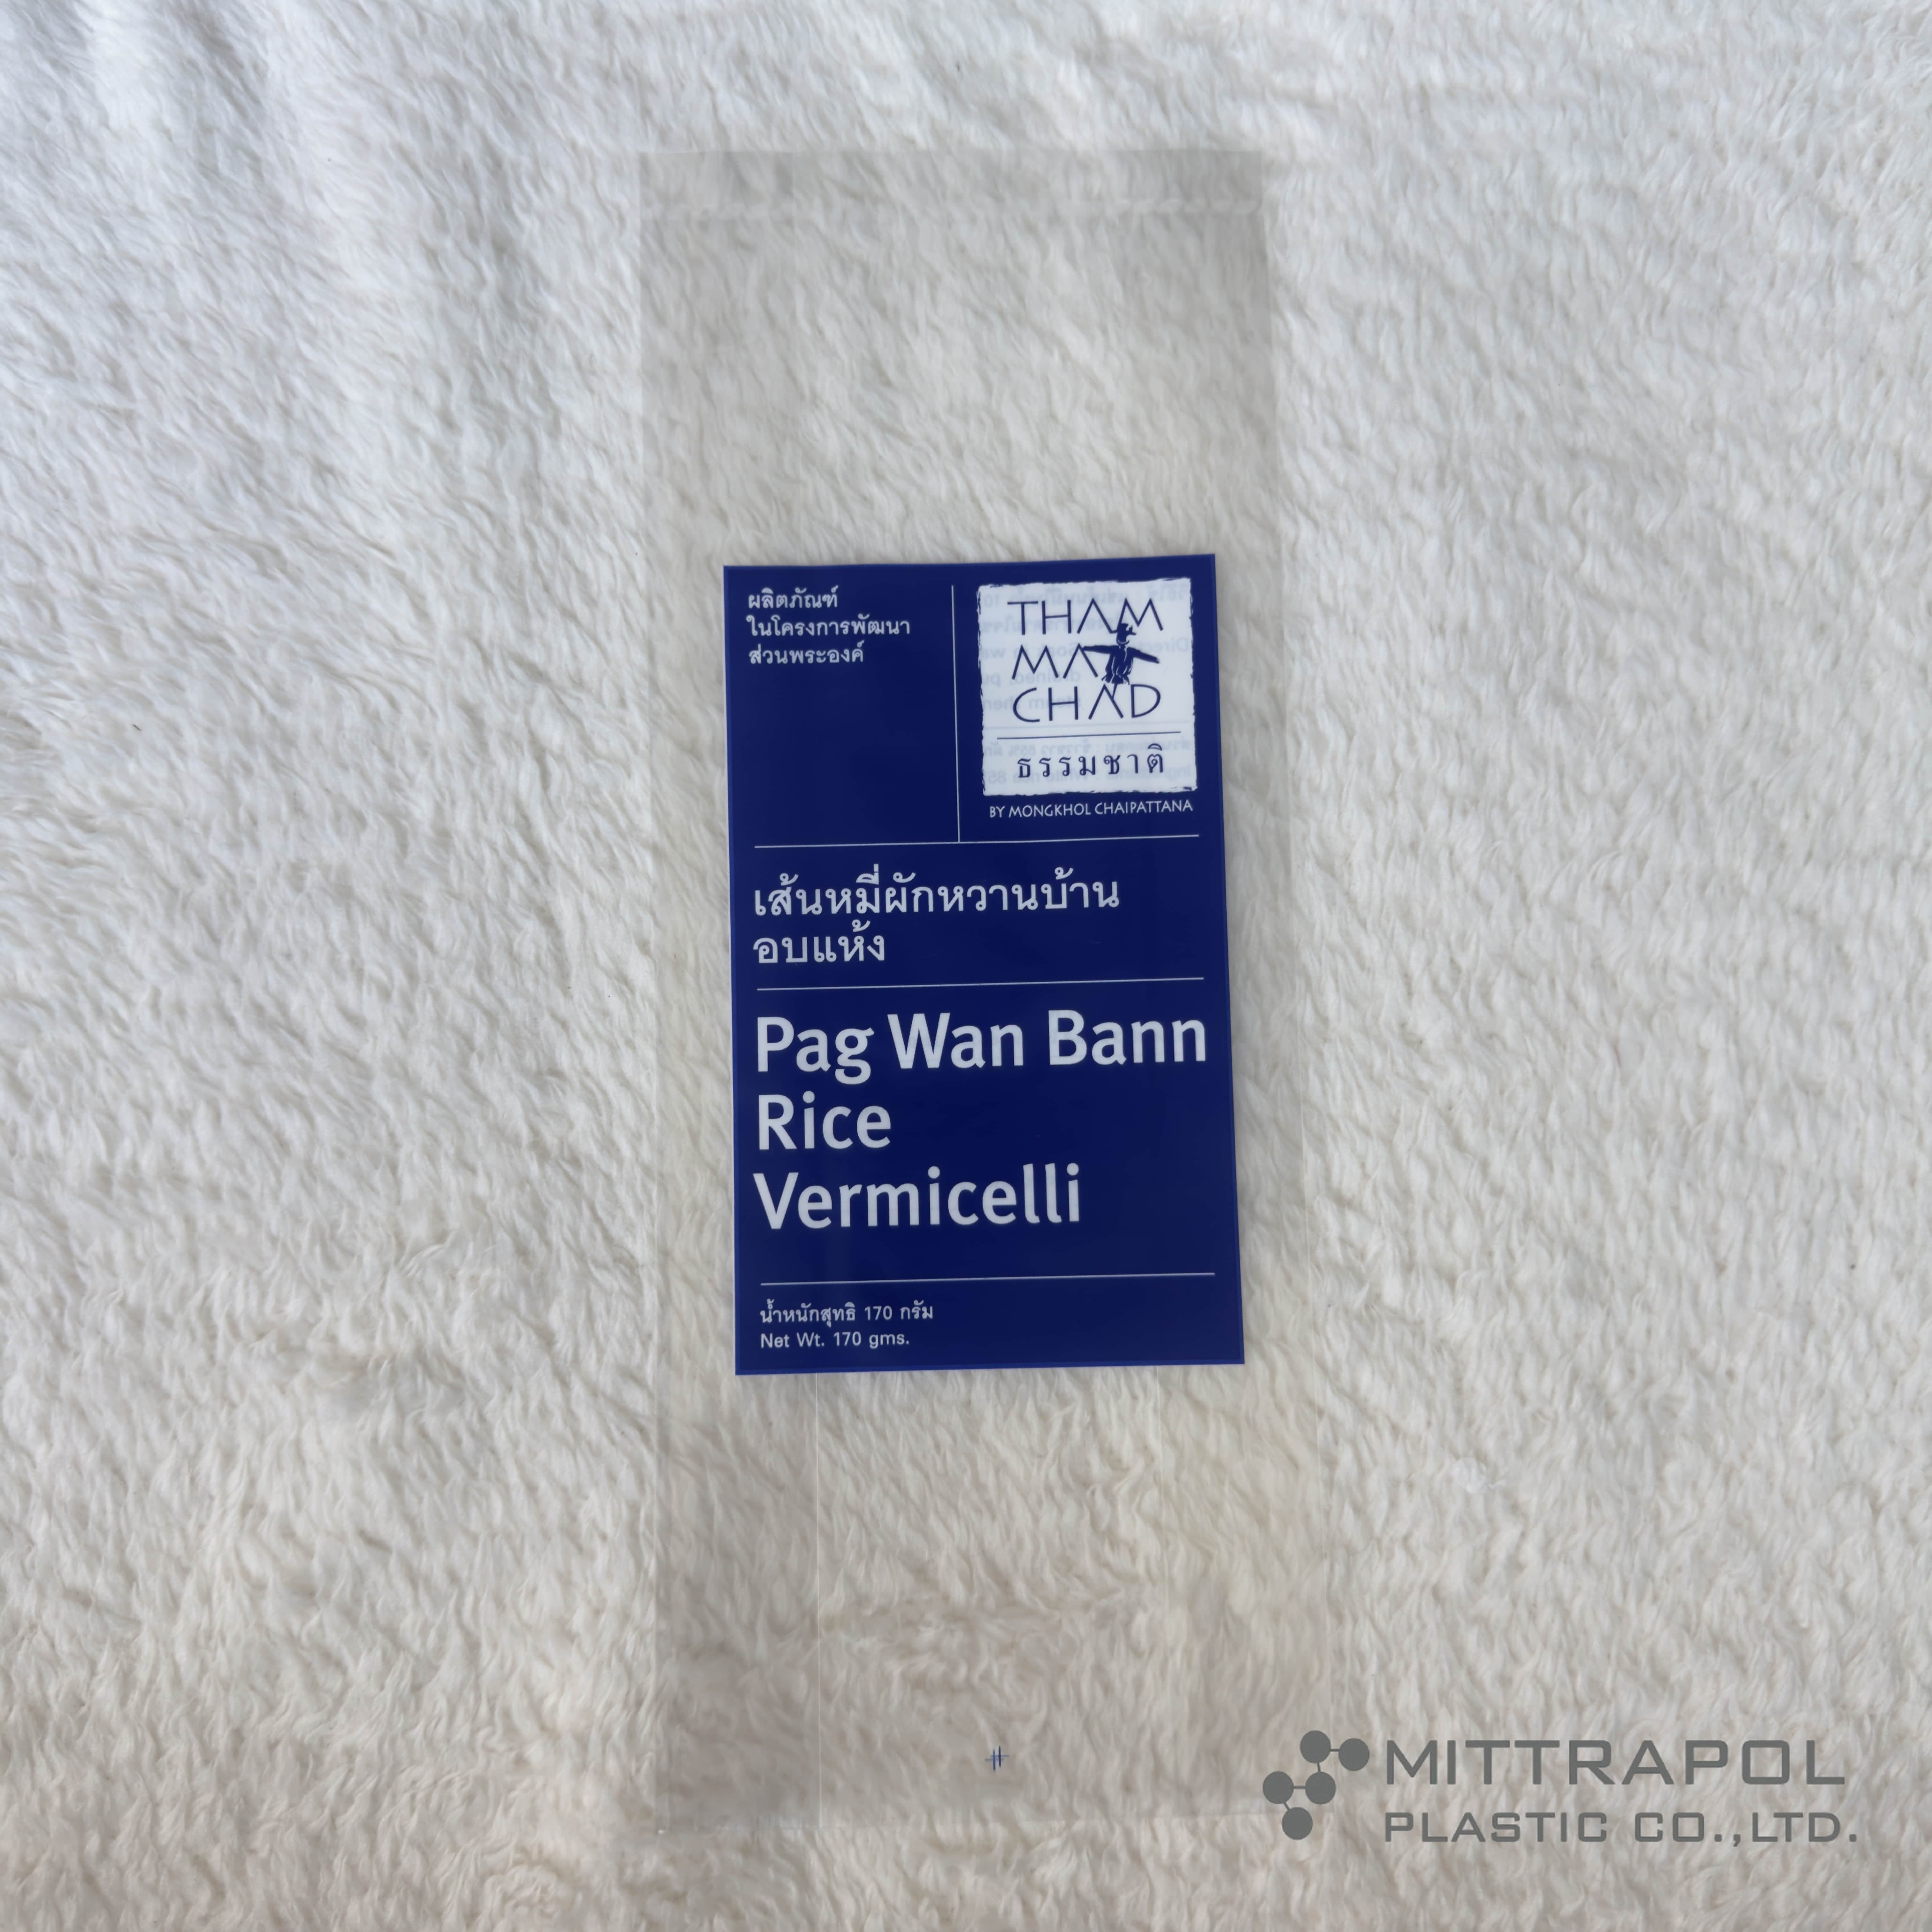 ผลิตภัณฑ์
ในโครงการพัฒนา
ส่วนพระองค์
THAM
MA
CHAD
ธรรมชาติ
BY MONGKHOL CHAIPATTANA
เส้นหมี่ผักหวานบ้าน
อบแห้ง
Pag Wan Bann
Rice
Vermicelli
น้ำหนักสุทธิ 170 กรัม
Net Wt. 170 gms.
MITTRAPOL
PLASTIC CO.,LTD.